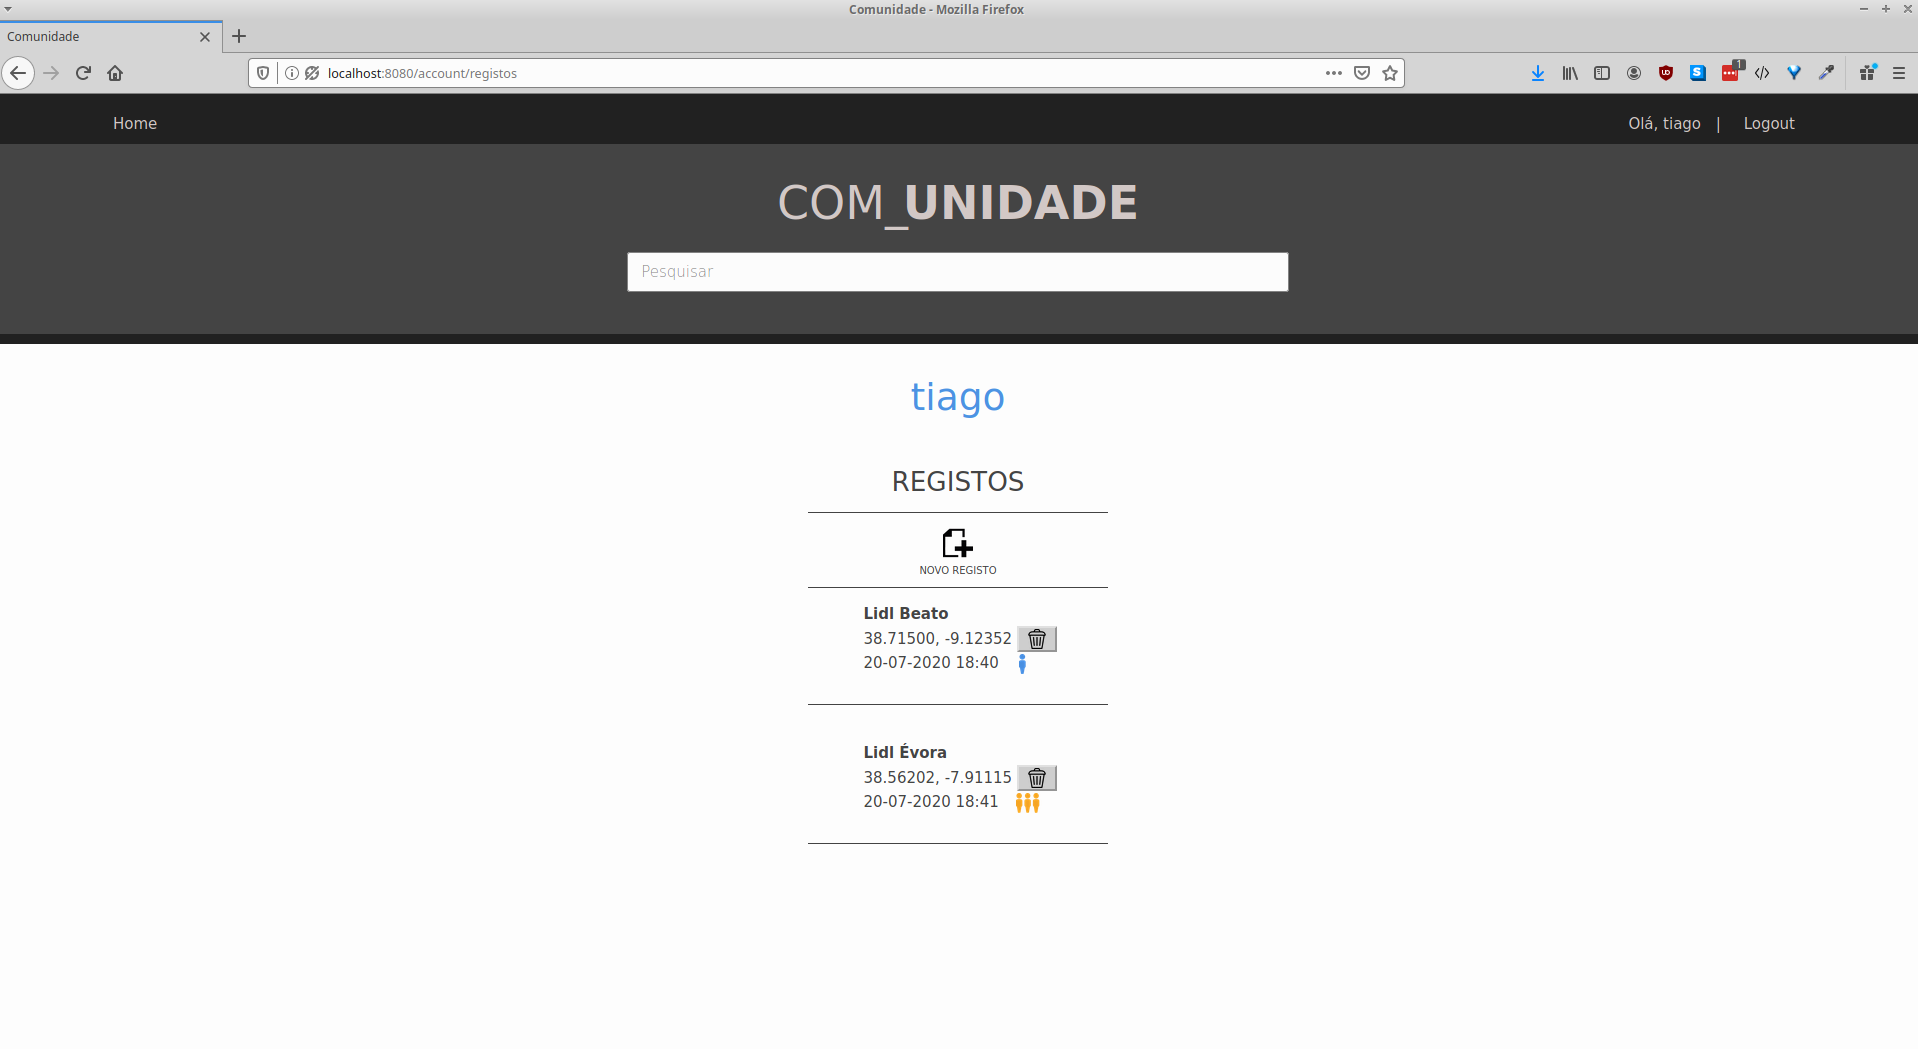 Comunidade - Mozilla Firefox
Comunidade
localhost:8080/account/registos
1
Home
Olá, tiago | Logout
COM_UNIDADE
Pesquisar
tiago
REGISTOS
NOVO REGISTO
Lidl Beato
38.71500, -9.12352
20-07-2020 18:40
Lidl Évora
38.56202, -7.91115
20-07-2020 18:41